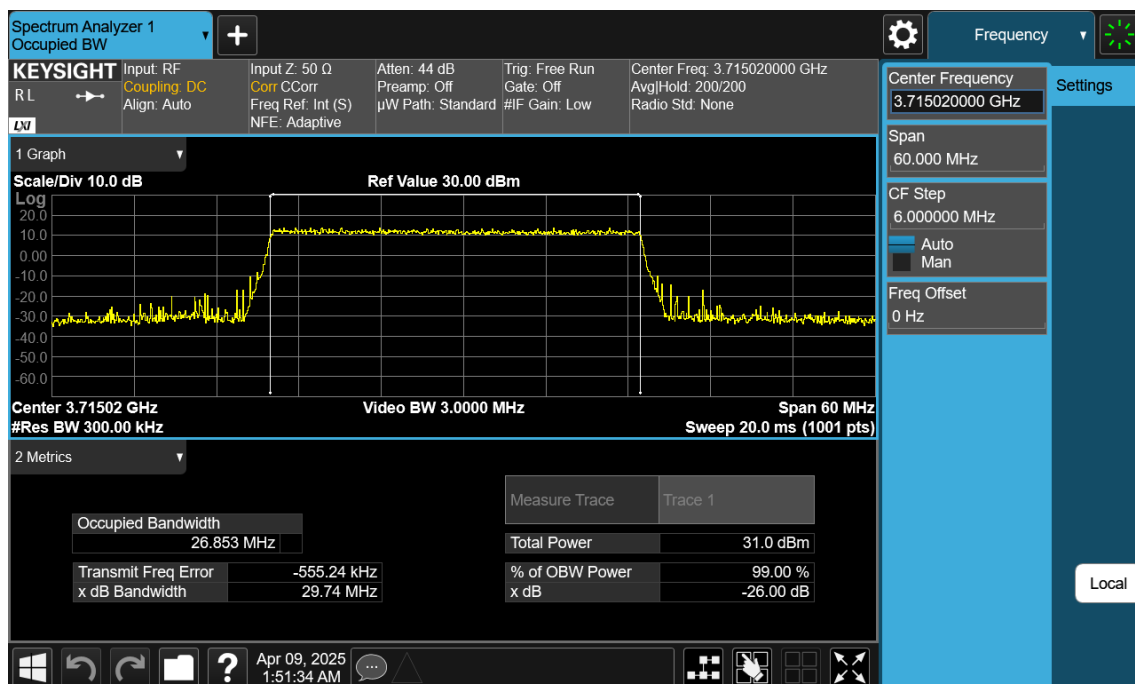 Spectrum Analyzer 1
Occupied BW
+
Frequency
KEYSIGHT
RL
LXI
Input: RF
Coupling: DC
Align: Auto
Input Z: 50 Ω
Corr CCorr
Freq Ref: Int (S)
NFE: Adaptive
Atten: 44 dB
Preamp: Off
µW Path: Standard
Trig: Free Run
Gate: Off
#IF Gain: Low
Center Freq: 3.715020000 GHz
Avg|Hold: 200/200
Radio Std: None
Center Frequency
3.715020000 GHz
Settings
Span
60.000 MHz
CF Step
6.000000 MHz
Auto
Man
Freq Offset
0 Hz
Local
1 Graph
Scale/Div 10.0 dB
Ref Value 30.00 dBm
Log
20.0
10.0
0.00
-10.0
-20.0
-30.0
-40.0
-50.0
-60.0
Center 3.71502 GHz
Video BW 3.0000 MHz
Span 60 MHz
#Res BW 300.00 kHz
Sweep 20.0 ms (1001 pts)
2 Metrics
Measure Trace
Trace 1
Occupied Bandwidth
26.853 MHz
Total Power
31.0 dBm
Transmit Freq Error
-555.24 kHz
% of OBW Power
99.00 %
x dB Bandwidth
29.74 MHz
x dB
-26.00 dB
?
Apr 09, 2025
1:51:34 AM